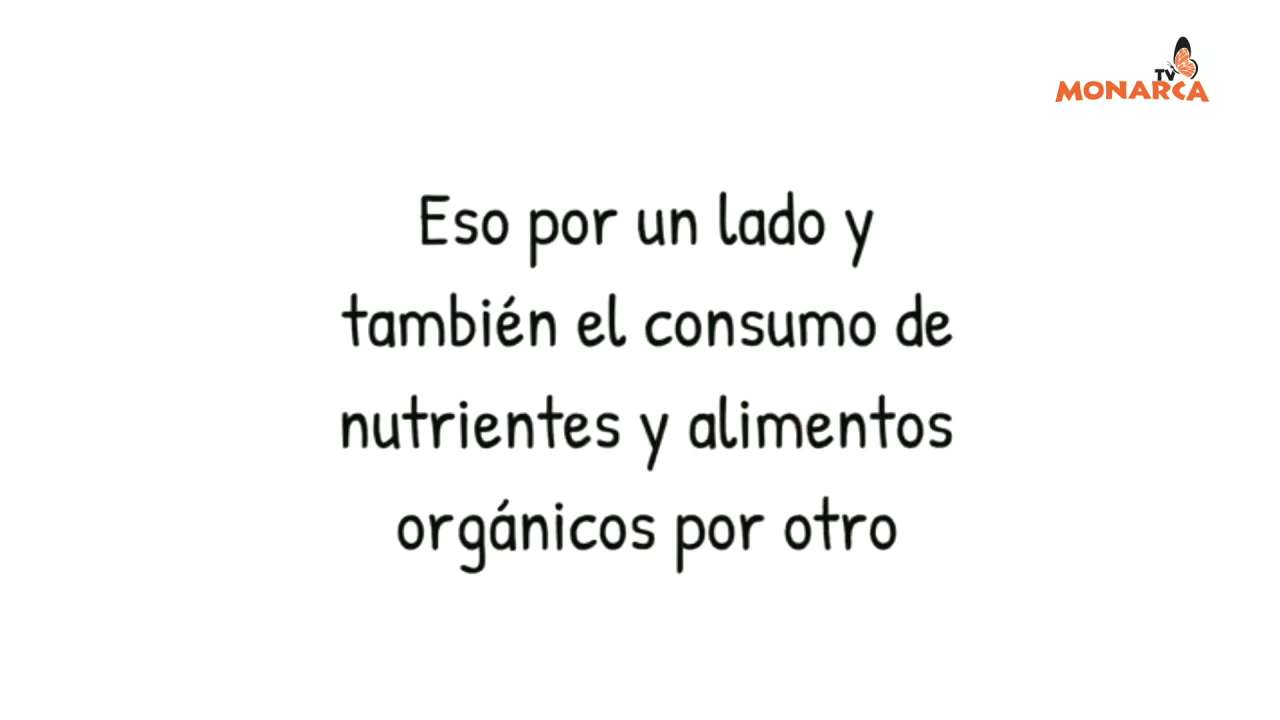 TV
MONARCA
Eso por un lado y
también el consumo de
nutrientes y alimentos
orgánicos por otro